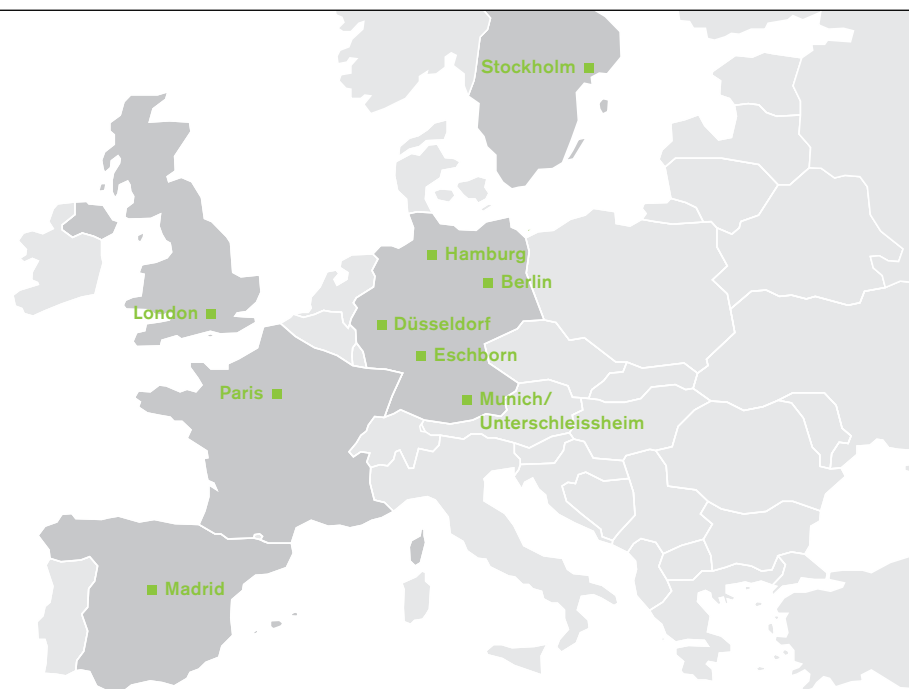 Stockholm
Hamburg
Berlin
London
Düsseldorf
Eschborn
Paris
Munich/
Unterschleissheim
Madrid